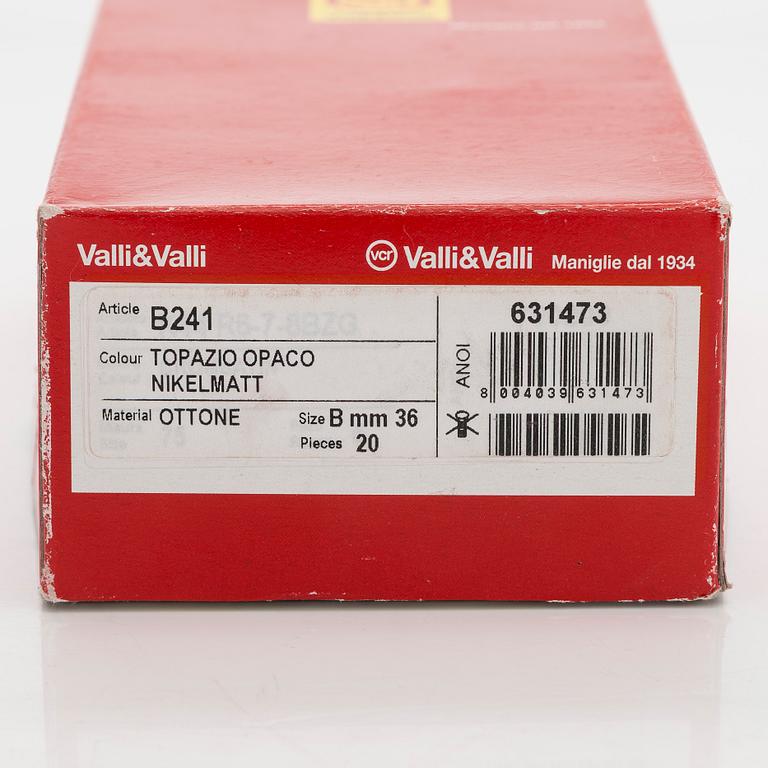 Valli&Valli
vcr Valli&Valli Maniglie dal 1934
Article B241
Colour TOPAZIO OPACO
NIKELMATT
Material OTTONE Size B mm 36
Pieces 20
631473
ANOI
8 004039 631473